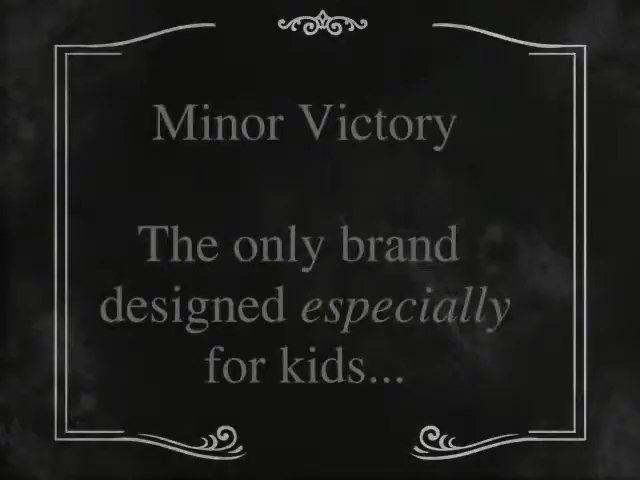 Minor Victory
The only brand
designed especially
for kids...